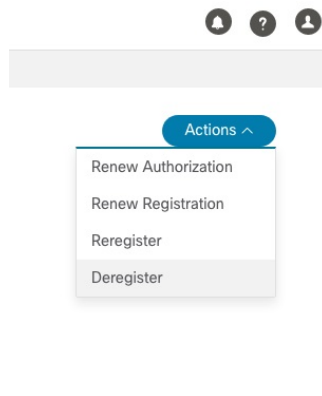 Actions
Renew Authorization
Renew Registration
Reregister
Deregister